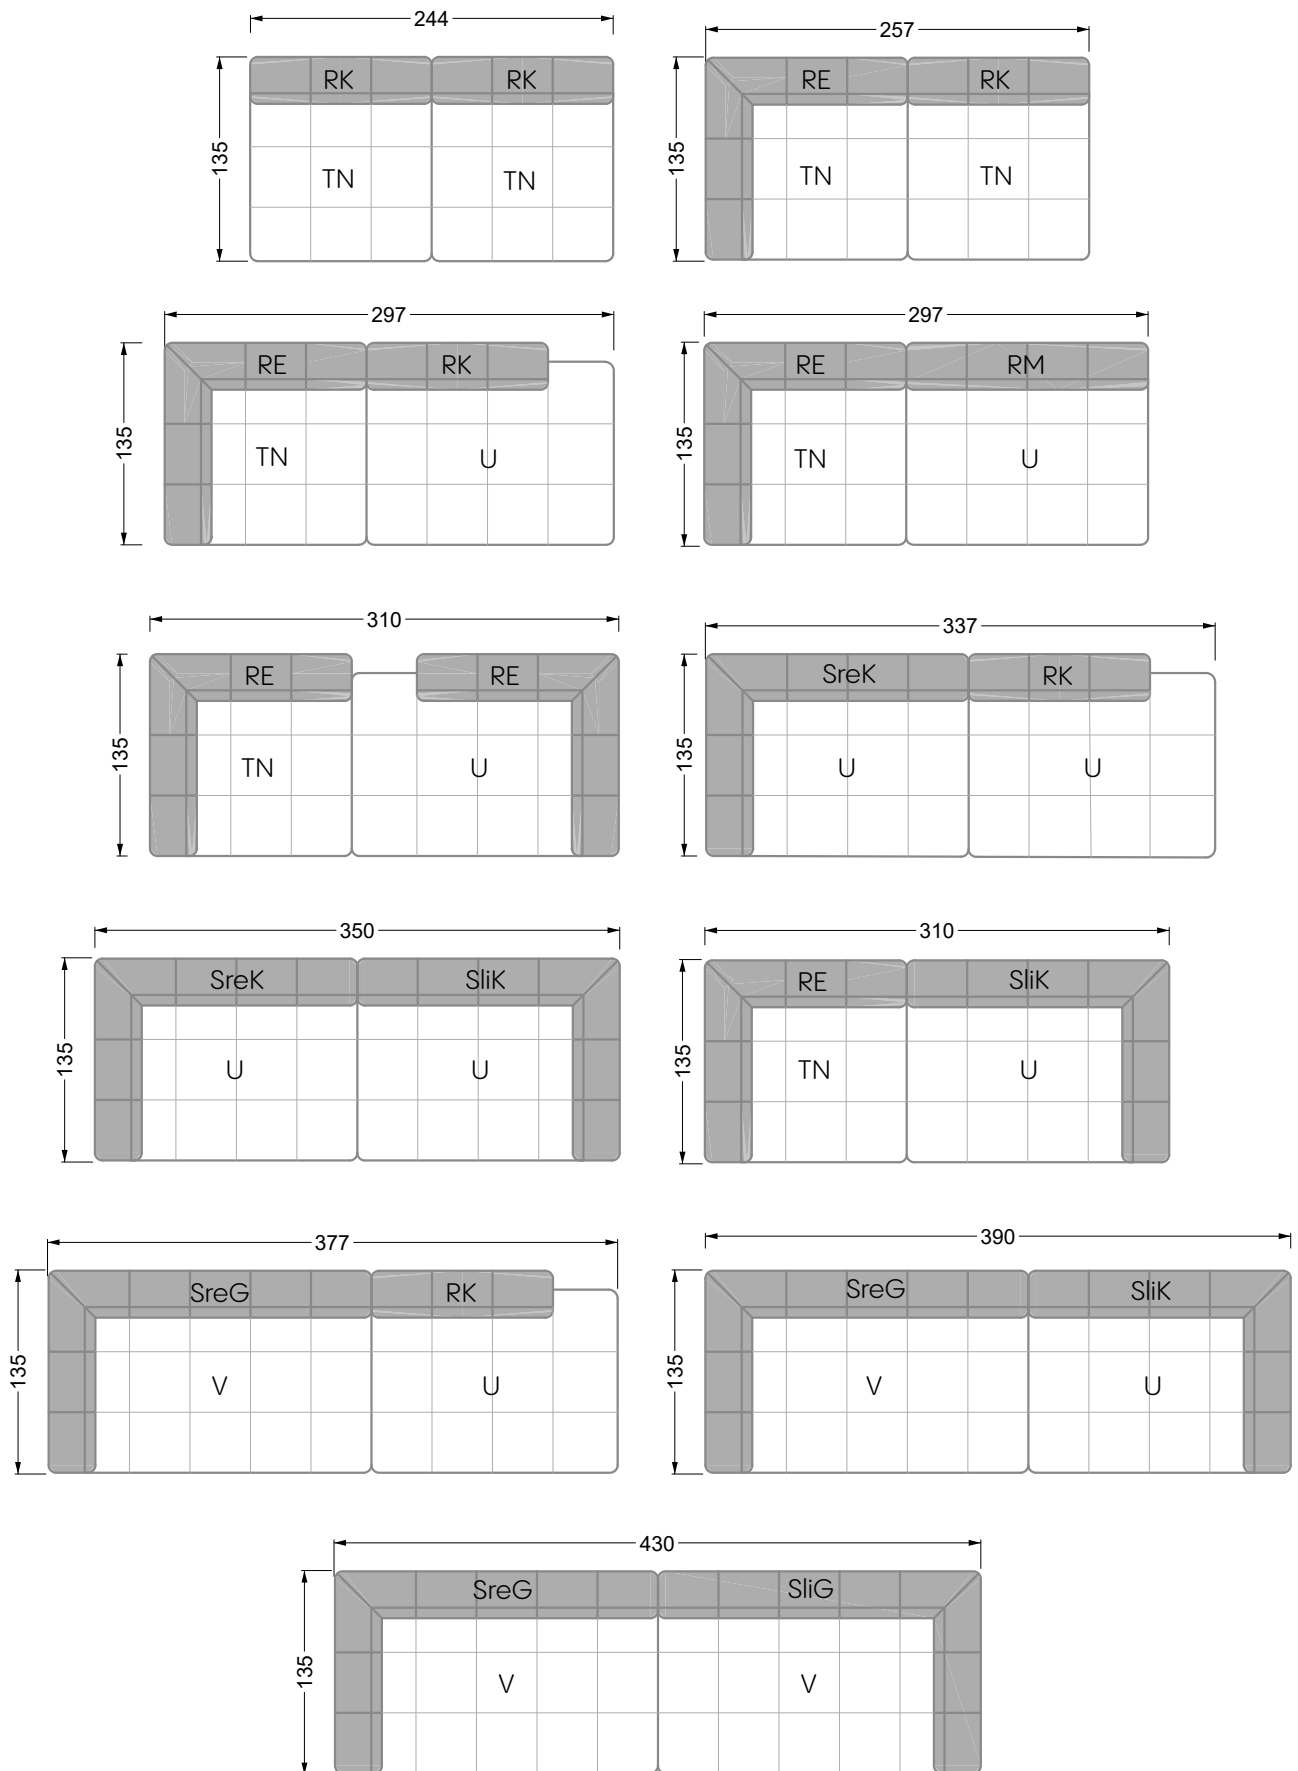 244
135
RK RK
TN TN
257
135
RE RK
TN TN
297
135
RE RK
TN U
297
135
RE RM
TN U
310
135
RE RE
TN U
337
135
SreK RK
U U
350
135
SreK SliK
U U
310
135
RE SliK
TN U
377
135
SreG RK
V U
390
135
SreG SliK
V U
430
135
SreG SliG
V V